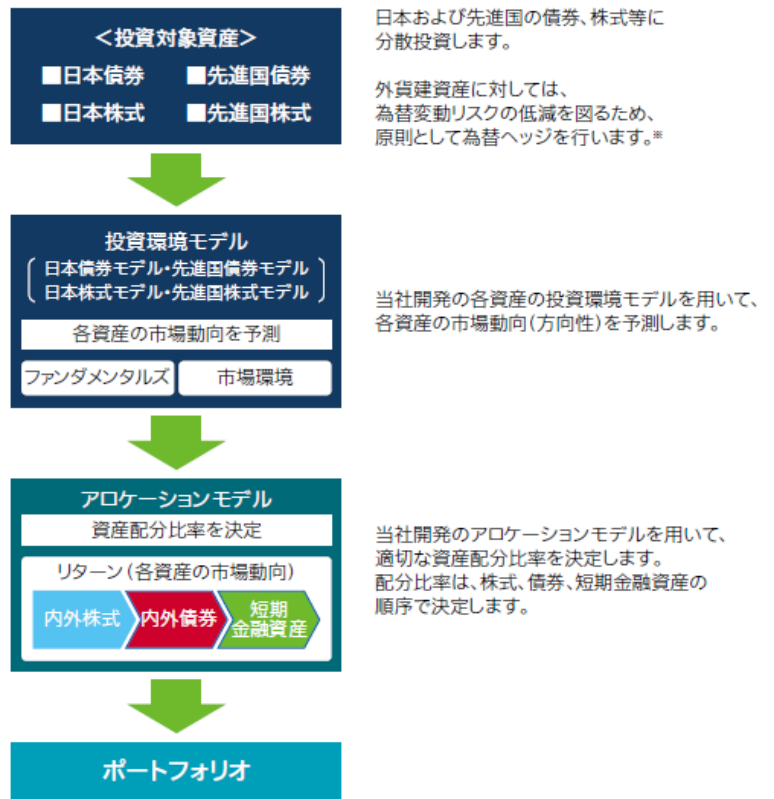 <投資対象資産>
■日本債券 ■先進国債券
■日本株式 ■先進国株式
日本および先進国の債券、株式等に
分散投資します。
外貨建資産に対しては、
為替変動リスクの低減を図るため、
原則として為替ヘッジを行います。※
投資環境モデル
日本債券モデル・先進国債券モデル
日本株式モデル・先進国株式モデル
各資産の市場動向を予測
ファンダメンタルズ 市場環境
当社開発の各資産の投資環境モデルを用いて、
各資産の市場動向(方向性)を予測します。
アロケーションモデル
資産配分比率を決定
リターン(各資産の市場動向)
内外株式 内外債券 短期
金融資産
当社開発のアロケーションモデルを用いて、
適切な資産配分比率を決定します。
配分比率は、株式、債券、短期金融資産の
順序で決定します。
ポートフォリオ